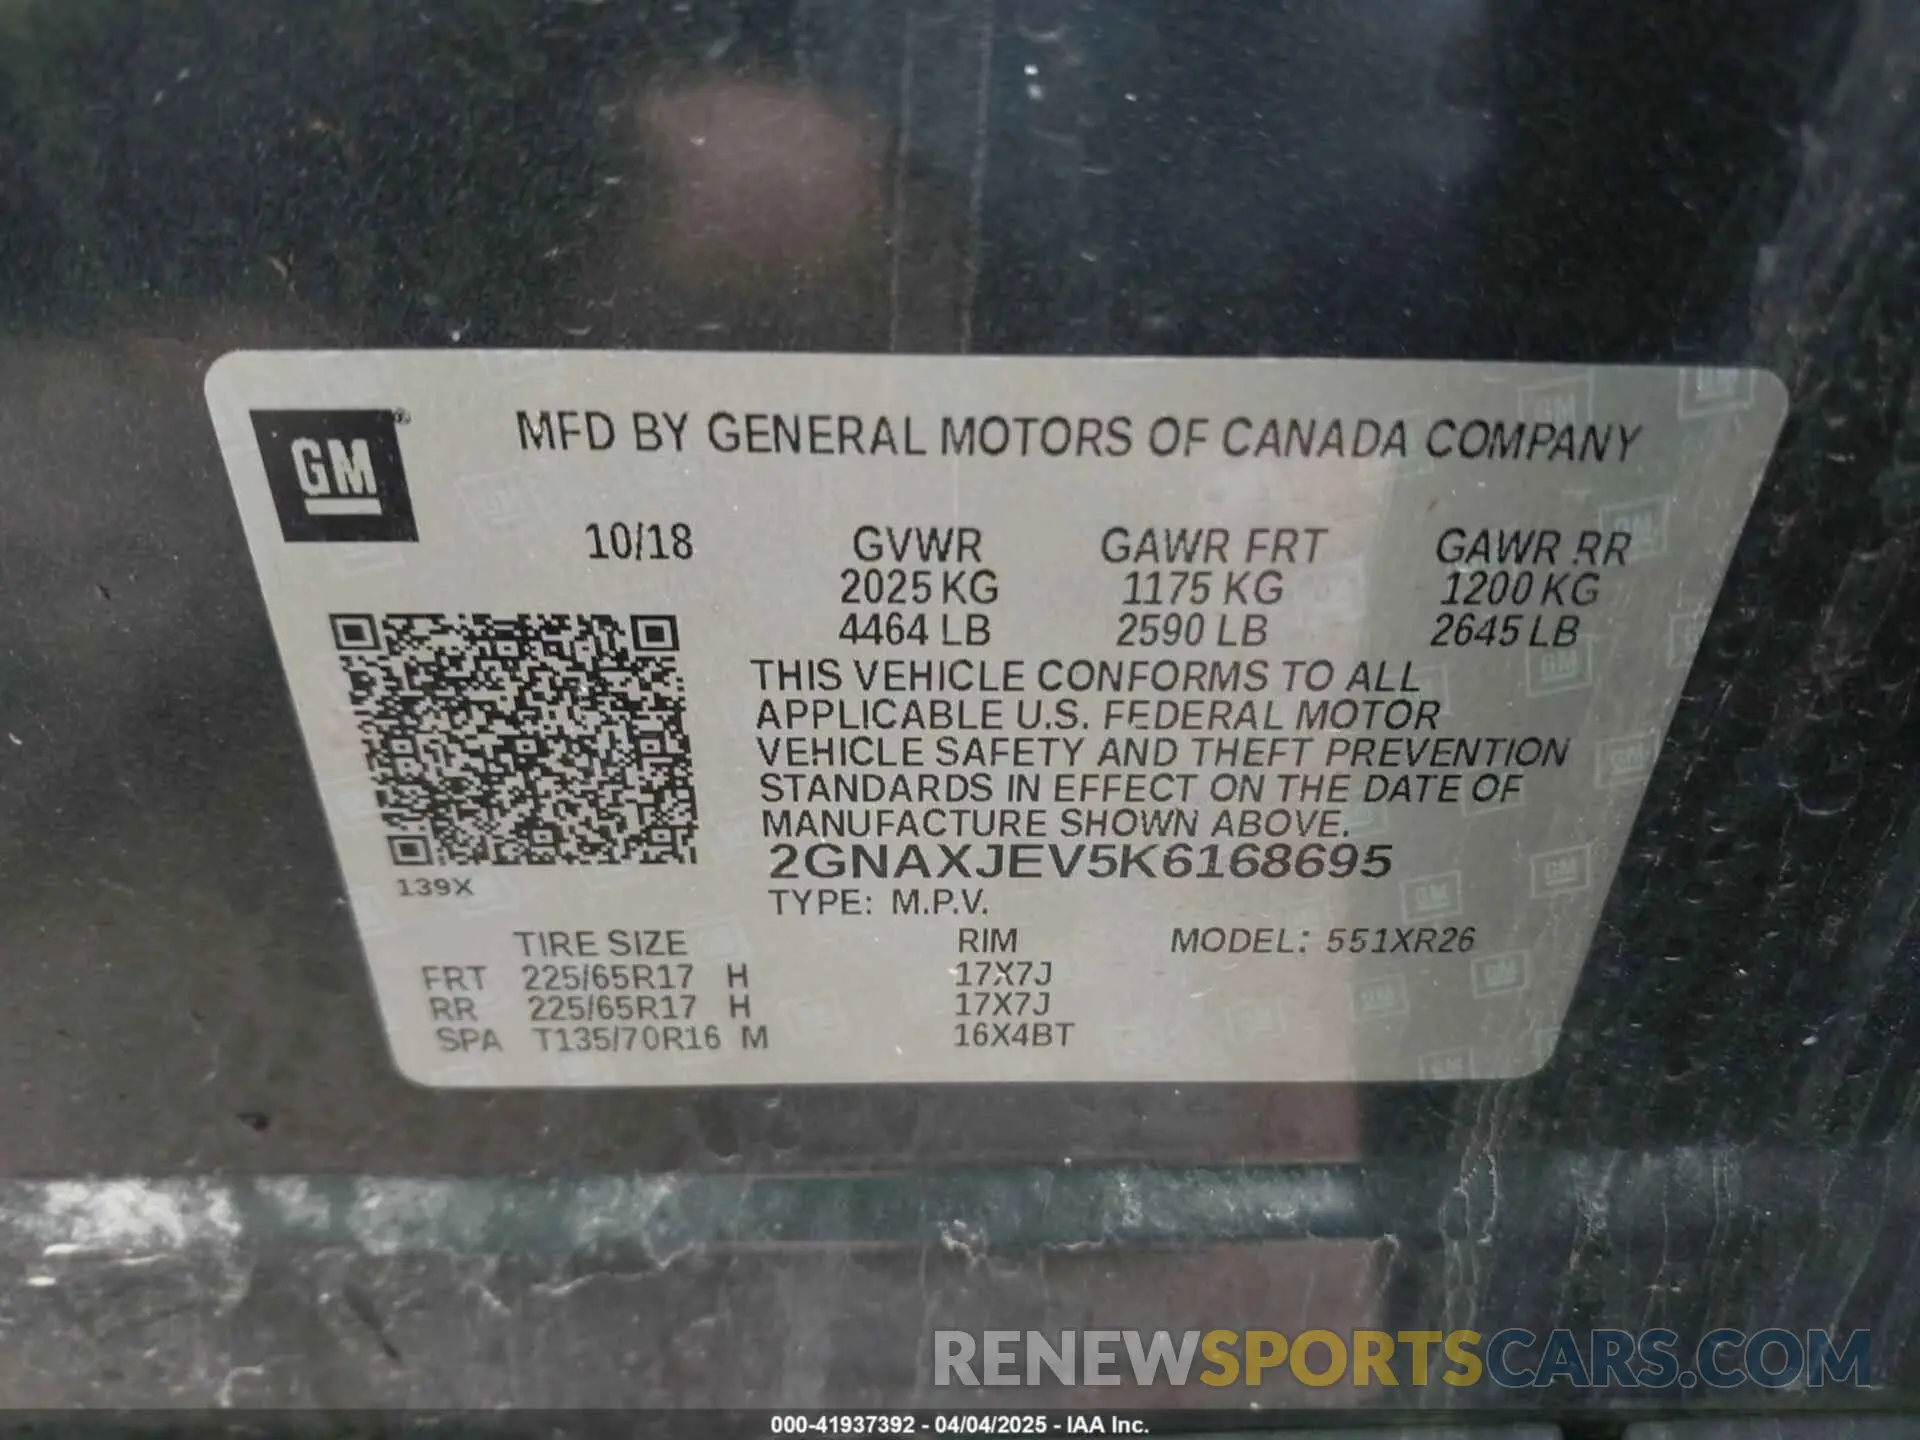 GM®
MFD BY GENERAL MOTORS OF CANADA COMPANY
10/18 GVWR GAWR FRT GAWR RR
2025 KG 1175 KG 1200 KG
4464 LB 2590 LB 2645 LB
THIS VEHICLE CONFORMS TO ALL
APPLICABLE U.S. FEDERAL MOTOR
VEHICLE SAFETY AND THEFT PREVENTION
STANDARDS IN EFFECT ON THE DATE OF
MANUFACTURE SHOWN ABOVE.
2GNAXJEV5K6168695
139X
TYPE: M.P.V.
TIRE SIZE RIM MODEL: 551XR26
FRT 225/65R17 H 17X7J
RR 225/65R17 H 17X7J
SPA T135/70R16 M 16X4BT
RENEWSPORTSCARS.COM
000-41937392 - 04/04/2025 - IAA Inc.